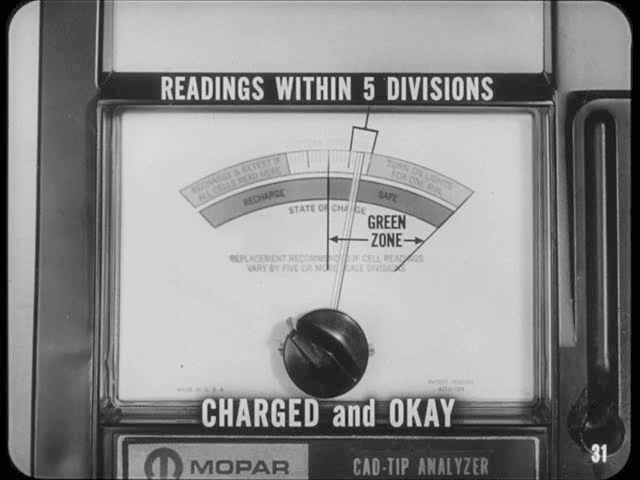 READINGS WITHIN 5 DIVISIONS
RECHARGE & RETEST IF
ALL CELLS READ HERE
TURN ON LIGHTS
FOR ONE MIN.
RECHARGE
SAFE
STATE OF CHARGE
GREEN
ZONE
REPLACEMENT RECOMMENDED IF CELL READINGS
VARY BY FIVE OR MORE SCALE DIVISIONS
MADE IN U.S.A.
PATENT PENDING
CHARGED and OKAY
MOPAR
CAD-TIP ANALYZER
31